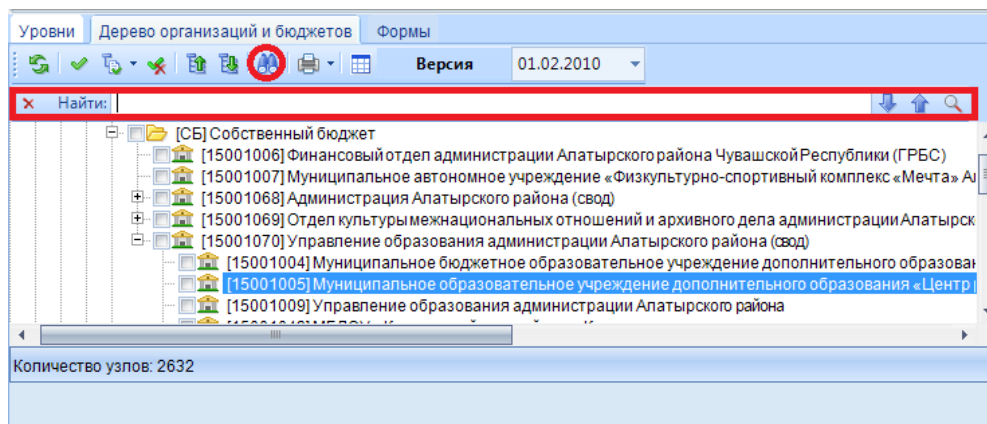 Уровни Дерево организаций и бюджетов Формы
Версия 01.02.2010
Найти:
[СБ] Собственный бюджет
[15001006] Финансовый отдел администрации Алатырского района Чувашской Республики (ГРБС)
[15001007] Муниципальное автономное учреждение «Физкультурно-спортивный комплекс «Мечта» Ал
[15001068] Администрация Алатырского района (свод)
[15001069] Отдел культуры межнациональных отношений и архивного дела администрации Алатырск
[15001070] Управление образования администрации Алатырского района (свод)
[15001004] Муниципальное бюджетное образовательное учреждение дополнительного образован
[15001005] Муниципальное образовательное учреждение дополнительного образования «Центр
[15001009] Управление образования администрации Алатырского района
Количество узлов: 2632